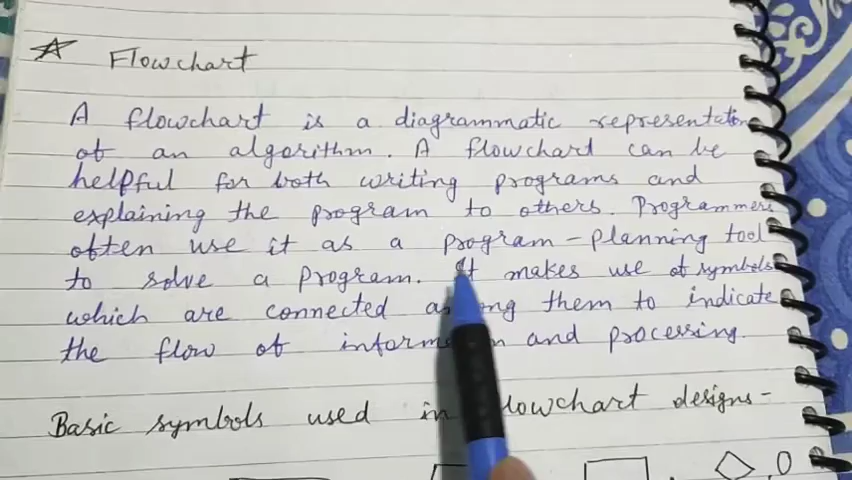 Flowchart
A flowchart is a diagrammatic representation
of an algorithm. A flowchart can be
helpful for both writing programs and
explaining the program to others. Programmers
often use it as a program-planning tool
to solve a program. It makes use of symbols
which are connected among them to indicate
the flow of information and processing.
Basic symbols used in flowchart designs-